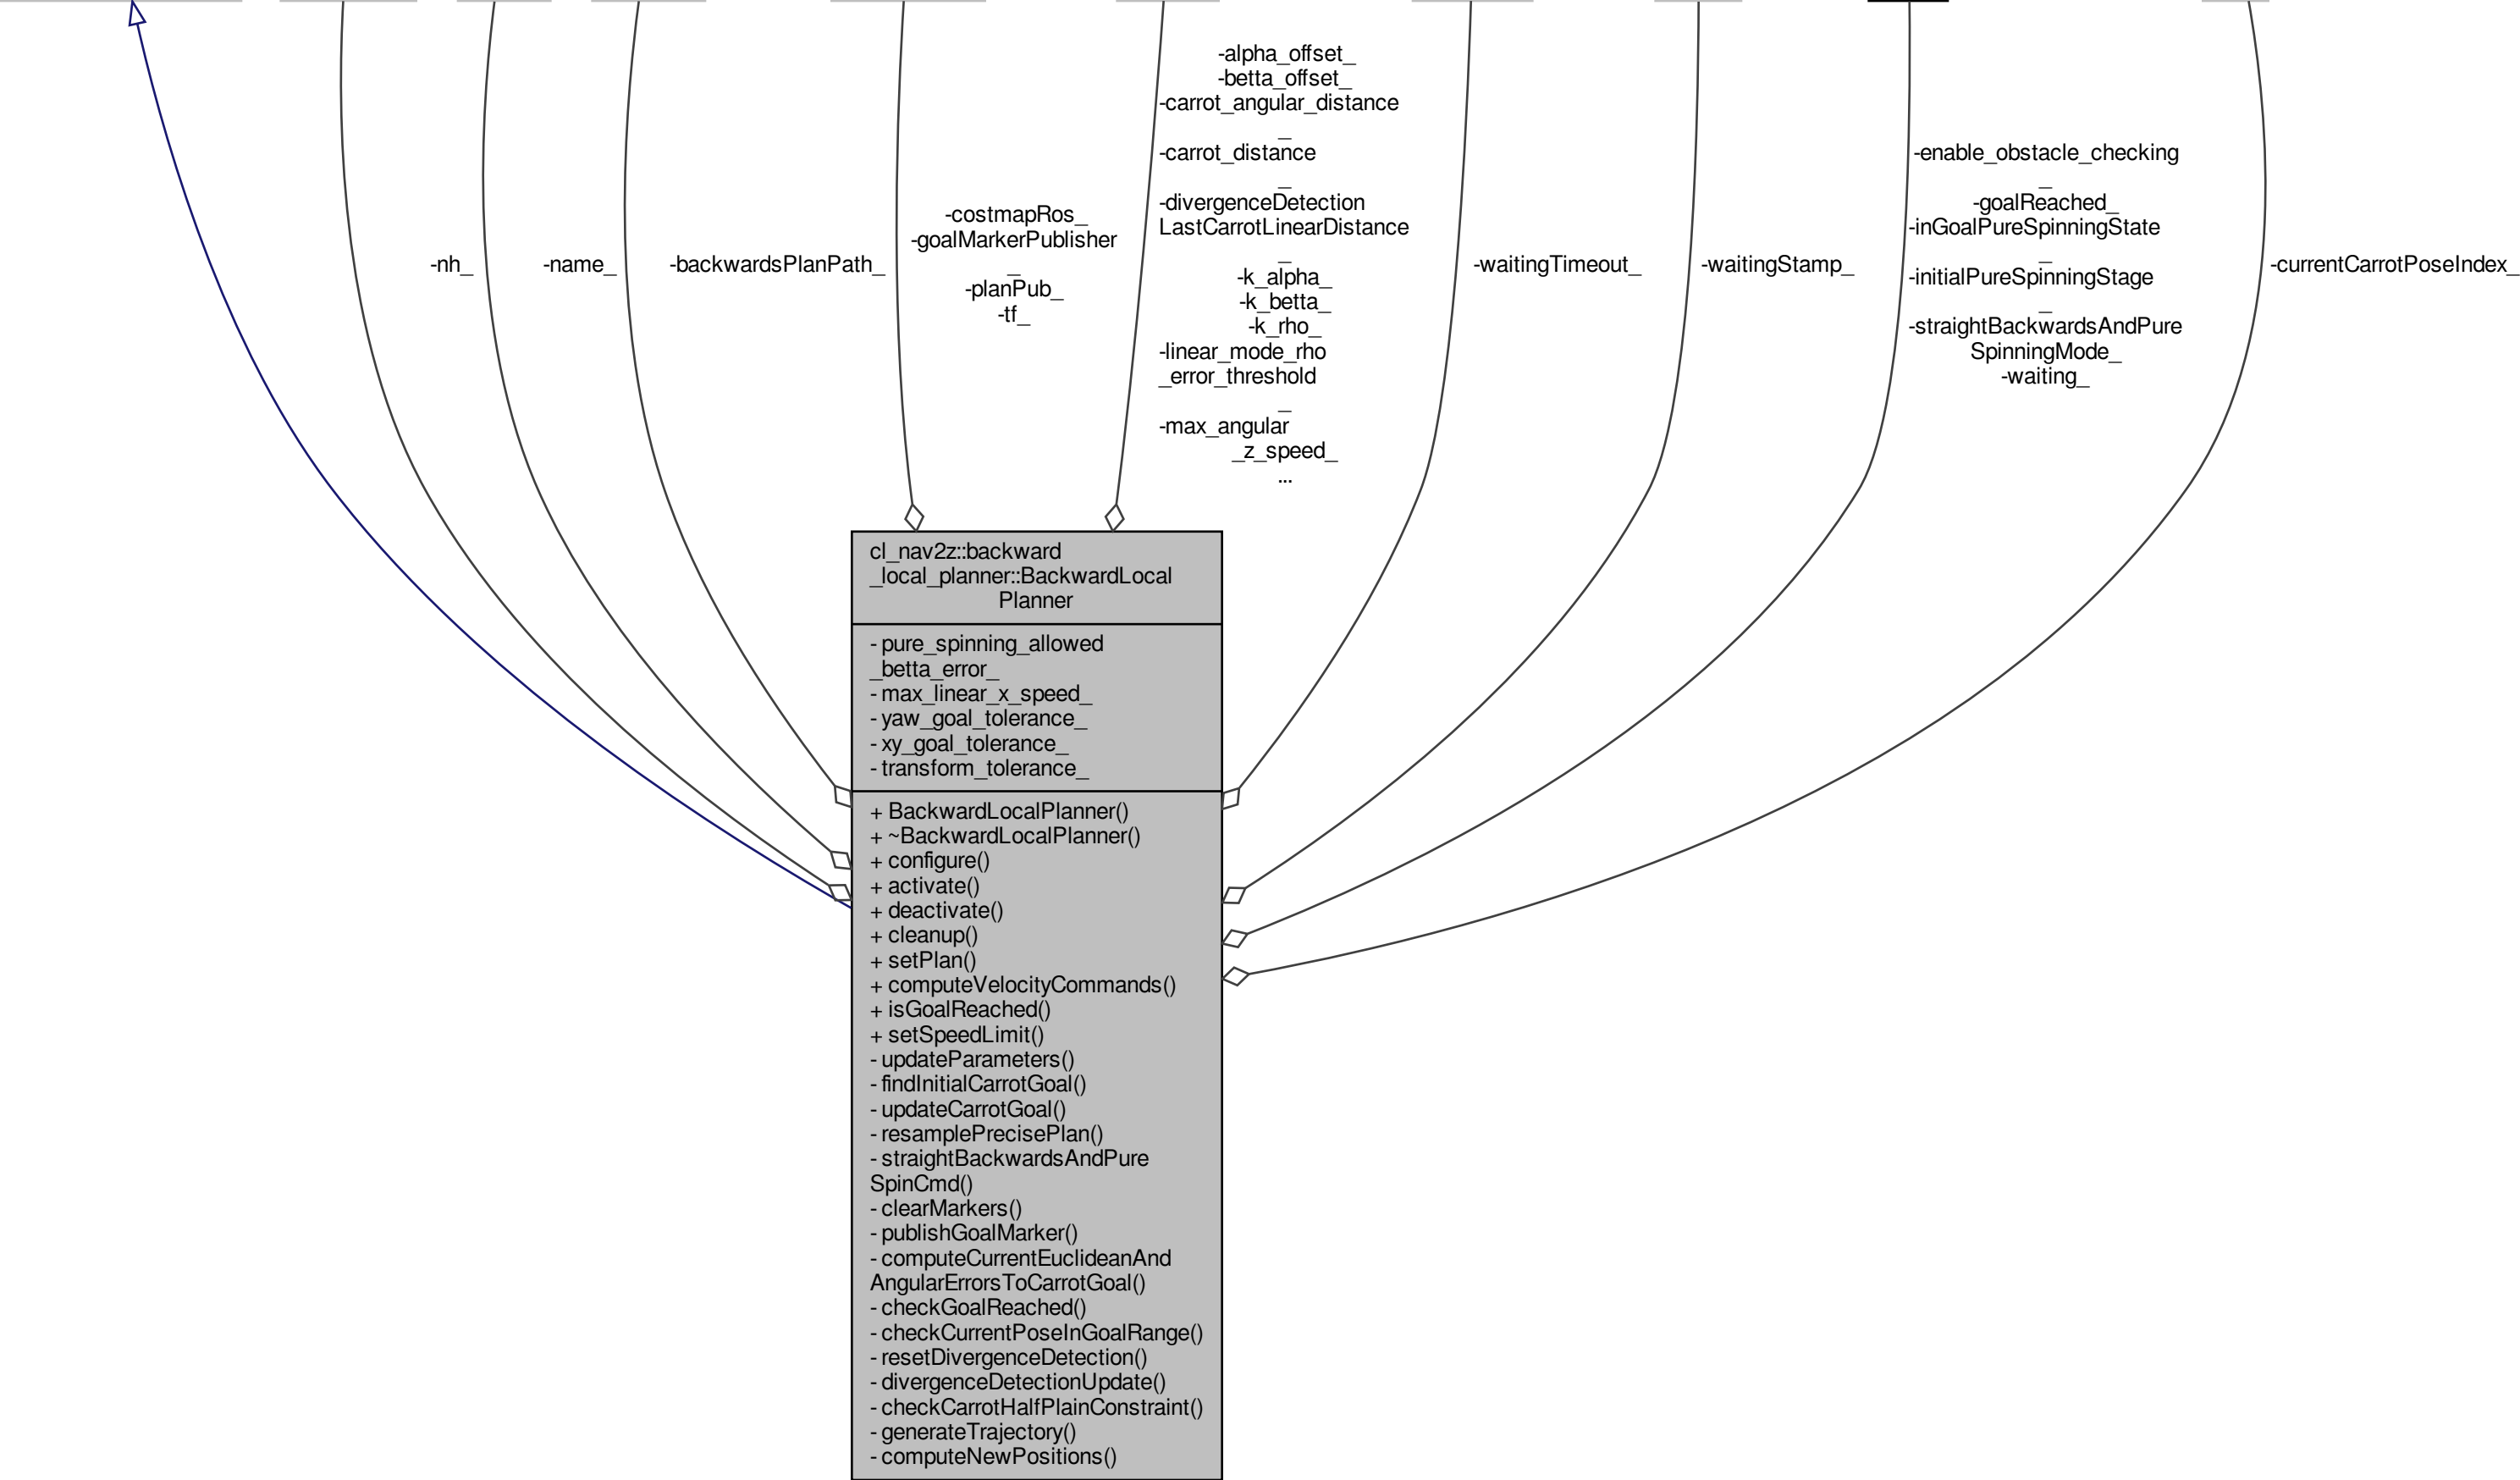 -nh_
-name_
-backwardsPlanPath_
-costmapRos_
-goalMarkerPublisher
_
-planPub_
-tf_
-alpha_offset_
-betta_offset_
-carrot_angular_distance
_
-carrot_distance
_
-divergenceDetection
LastCarrotLinearDistance
_
-k_alpha_
-k_betta_
-k_rho_
-linear_mode_rho
_error_threshold
_
-max_angular
_z_speed_
...
-waitingTimeout_
-waitingStamp_
-enable_obstacle_checking
_
-goalReached_
-inGoalPureSpinningState
_
-initialPureSpinningStage
_
-straightBackwardsAndPure
SpinningMode_
-waiting_
-currentCarrotPoseIndex_
cl_nav2z::backward
_local_planner::BackwardLocal
Planner
- pure_spinning_allowed
_betta_error_
- max_linear_x_speed_
- yaw_goal_tolerance_
- xy_goal_tolerance_
- transform_tolerance_
+ BackwardLocalPlanner()
+ ~BackwardLocalPlanner()
+ configure()
+ activate()
+ deactivate()
+ cleanup()
+ setPlan()
+ computeVelocityCommands()
+ isGoalReached()
+ setSpeedLimit()
- updateParameters()
- findInitialCarrotGoal()
- updateCarrotGoal()
- resamplePrecisePlan()
- straightBackwardsAndPure
SpinCmd()
- clearMarkers()
- publishGoalMarker()
- computeCurrentEuclideanAnd
AngularErrorsToCarrotGoal()
- checkGoalReached()
- checkCurrentPoseInGoalRange()
- resetDivergenceDetection()
- divergenceDetectionUpdate()
- checkCarrotHalfPlainConstraint()
- generateTrajectory()
- computeNewPositions()